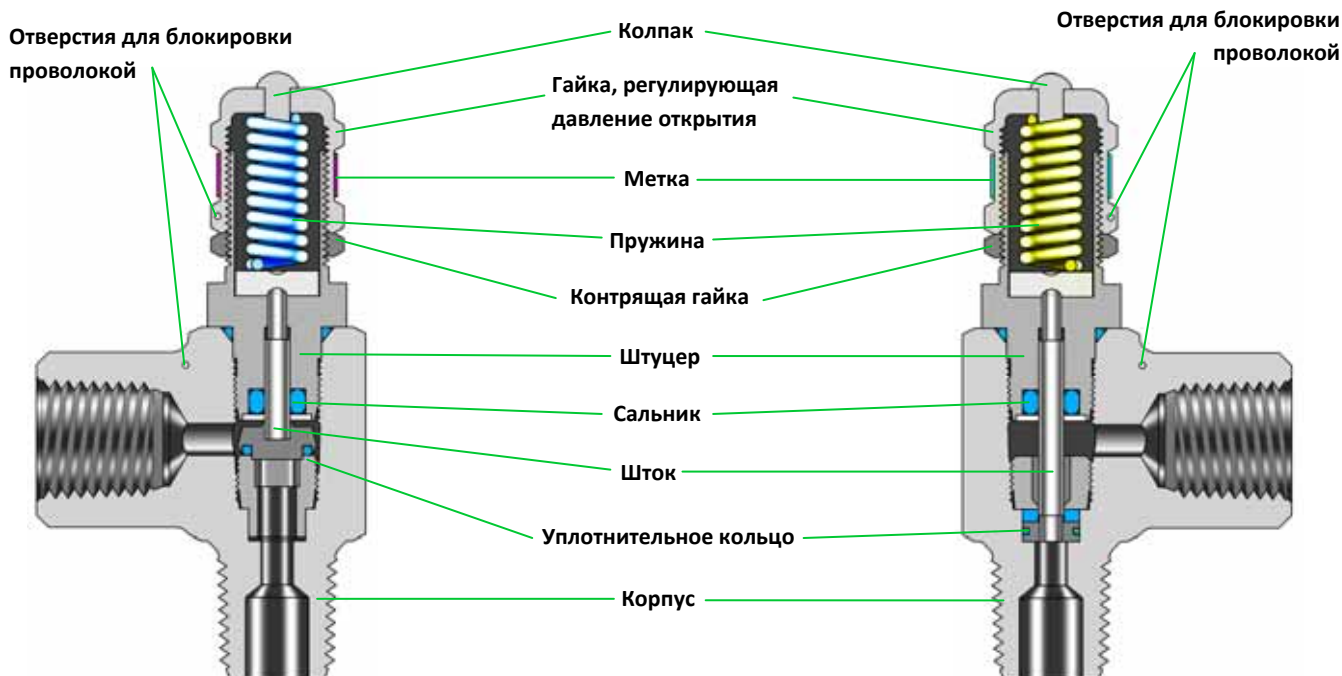 Отверстия для блокировки
проволокой
Колпак
Отверстия для блокировки
проволокой
Гайка, регулирующая
давление открытия
Метка
Пружина
Контрящая гайка
Штуцер
Сальник
Шток
Уплотнительное кольцо
Корпус